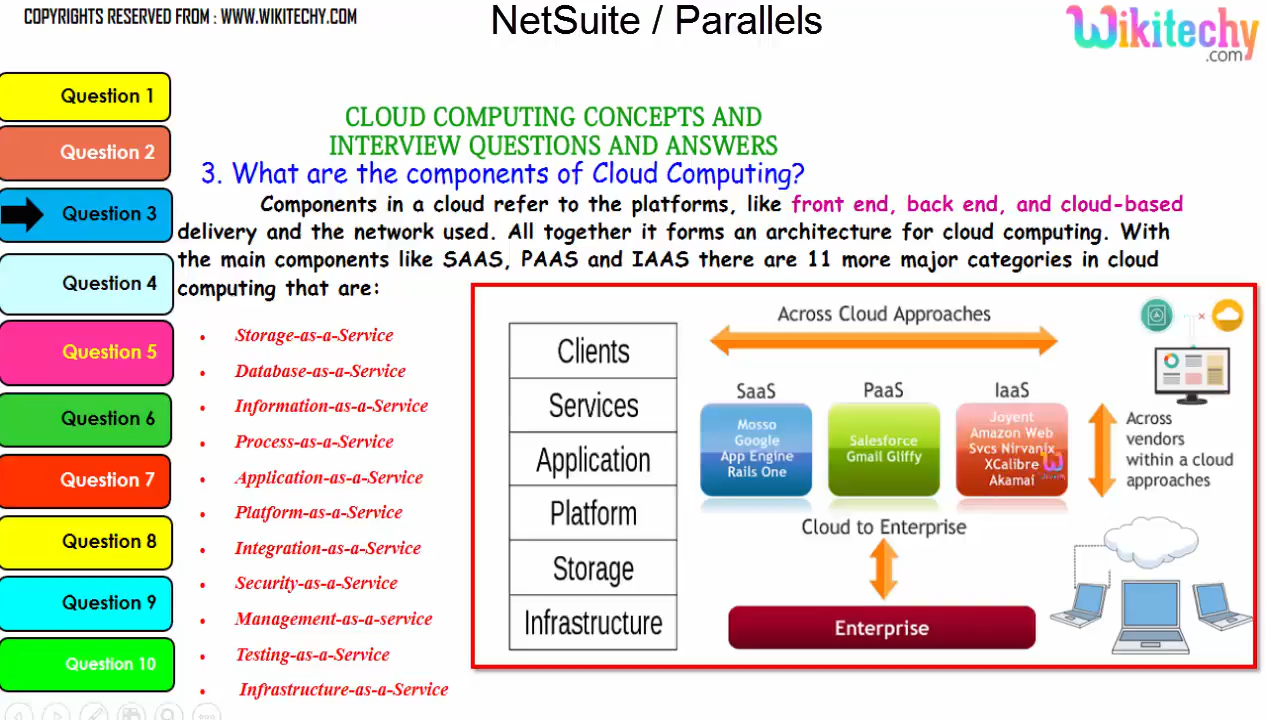 COPYRIGHTS RESERVED FROM : WWW.WIKITECHY.COM
NetSuite / Parallels
Wikitechy
.com
Question 1
Question 2
Question 3
Question 4
Question 5
Question 6
Question 7
Question 8
Question 9
Question 10
CLOUD COMPUTING CONCEPTS AND
INTERVIEW QUESTIONS AND ANSWERS
3. What are the components of Cloud Computing?
Components in a cloud refer to the platforms, like front end, back end, and cloud-based
delivery and the network used. All together it forms an architecture for cloud computing. With
the main components like SAAS, PAAS and IAAS there are 11 more major categories in cloud
computing that are:
• Storage-as-a-Service
• Database-as-a-Service
• Information-as-a-Service
• Process-as-a-Service
• Application-as-a-Service
• Platform-as-a-Service
• Integration-as-a-Service
• Security-as-a-Service
• Management-as-a-service
• Testing-as-a-Service
• Infrastructure-as-a-Service
Clients
Services
Application
Platform
Storage
Infrastructure
Across Cloud Approaches
SaaS
Mosso
Google
App Engine
Rails One
PaaS
Salesforce
Gmail Gliffy
IaaS
Joyent
Amazon Web
Svcs Nirvanix
XCalibre
Akamai
Across
vendors
within a cloud
approaches
Cloud to Enterprise
Enterprise